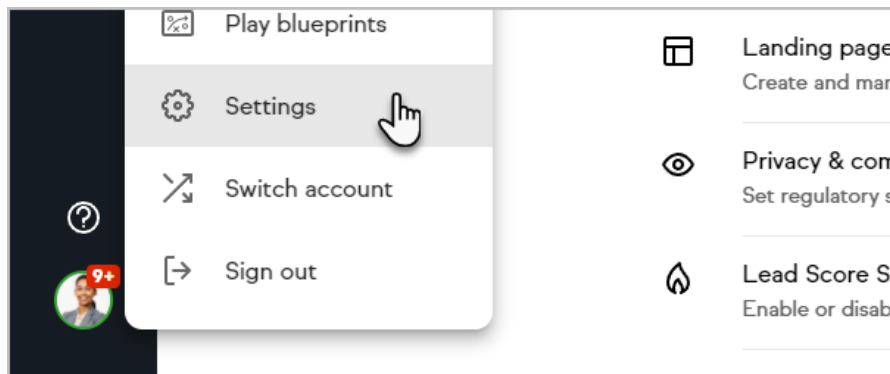 Play blueprints
Settings
Switch account
Sign out
9+
Landing page
Create and mar
Privacy & com
Set regulatory s
Lead Score S
Enable or disab